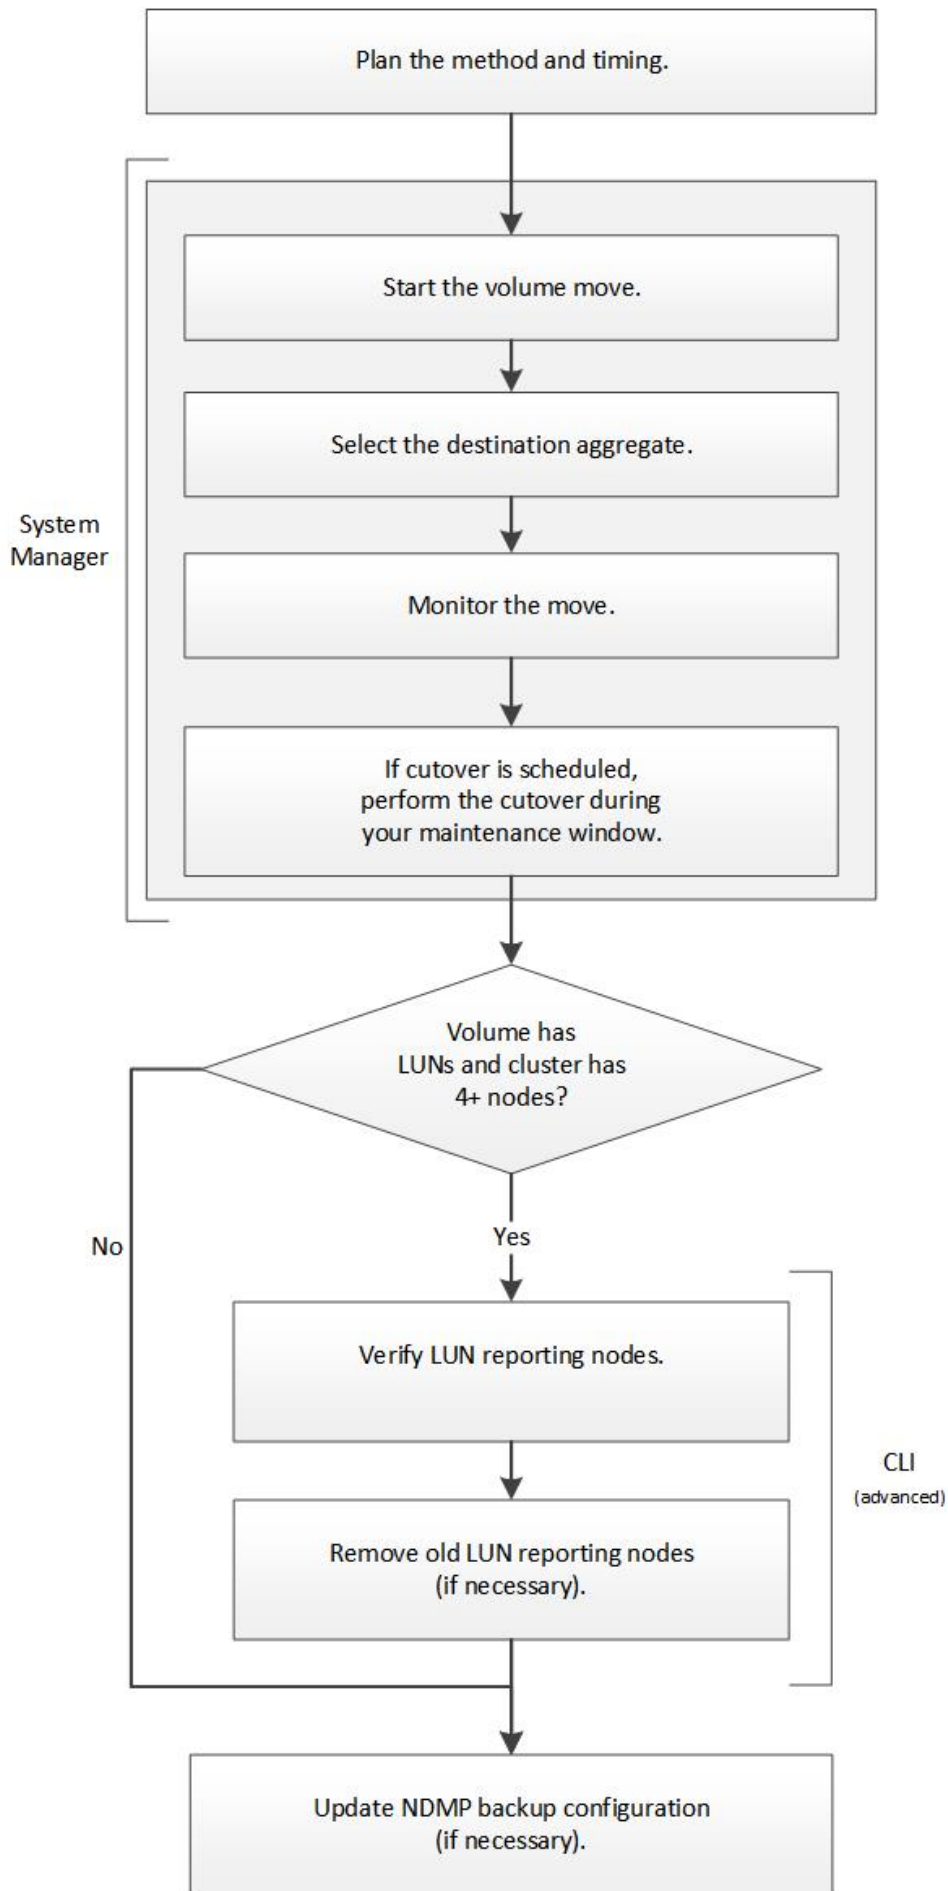 Plan the method and timing.
Start the volume move.
Select the destination aggregate.
System
Manager
Monitor the move.
If cutover is scheduled,
perform the cutover during
your maintenance window.
Volume has
LUNs and cluster has
4+ nodes?
No
Yes
Verify LUN reporting nodes.
CLI
(advanced)
Remove old LUN reporting nodes
(if necessary).
Update NDMP backup configuration
(if necessary).